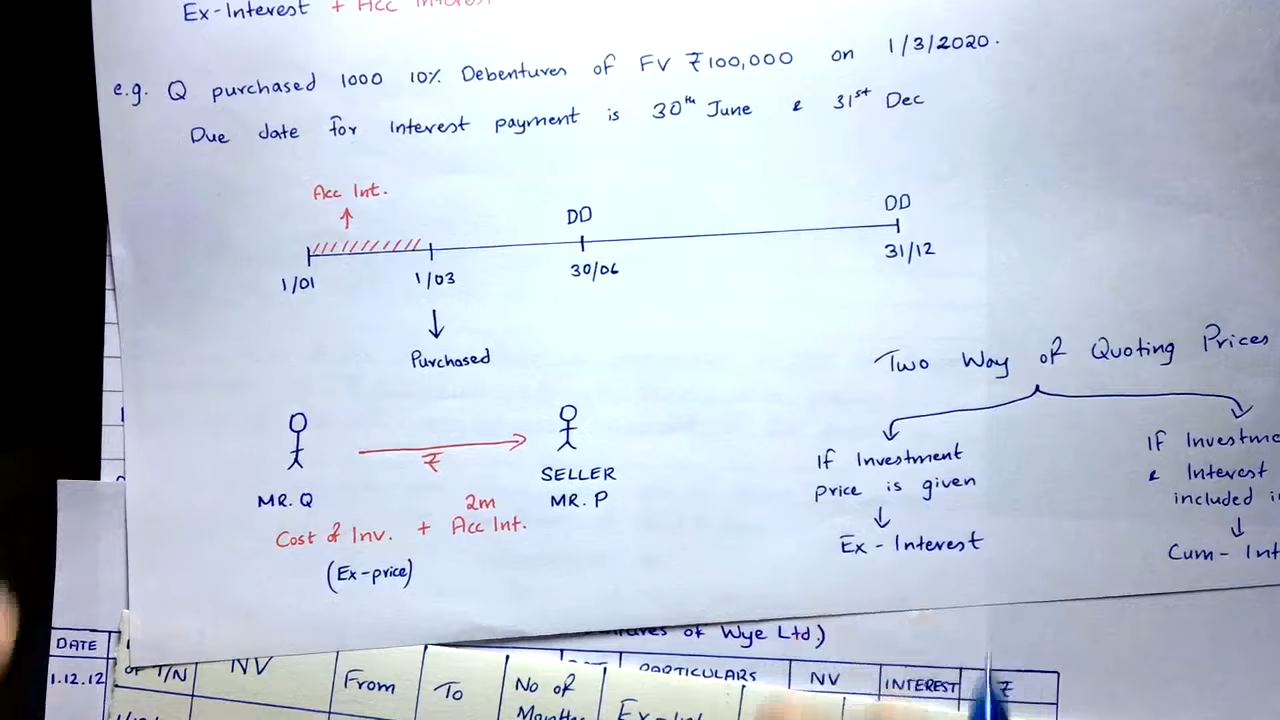 Ex-Interest + Acc Interest
e.g. Q purchased 1000 10% Debentures of FV ₹100,000 on 1/3/2020.
Due date for Interest payment is 30th June & 31st Dec
Acc Int.
DD
DD
1/01
1/03
30/06
31/12
Purchased
Two Way of Quoting Prices
₹
MR. Q
SELLER
MR. P
2m
Cost of Inv. + Acc Int.
(Ex-price)
If Investment
price is given
Ex-Interest
If
& Interest
included
Cum-
of Wye Ltd.)
DATE
PARTICULARS
NV
INTEREST
₹
1.12.12
T/N
NV
From
To
No of